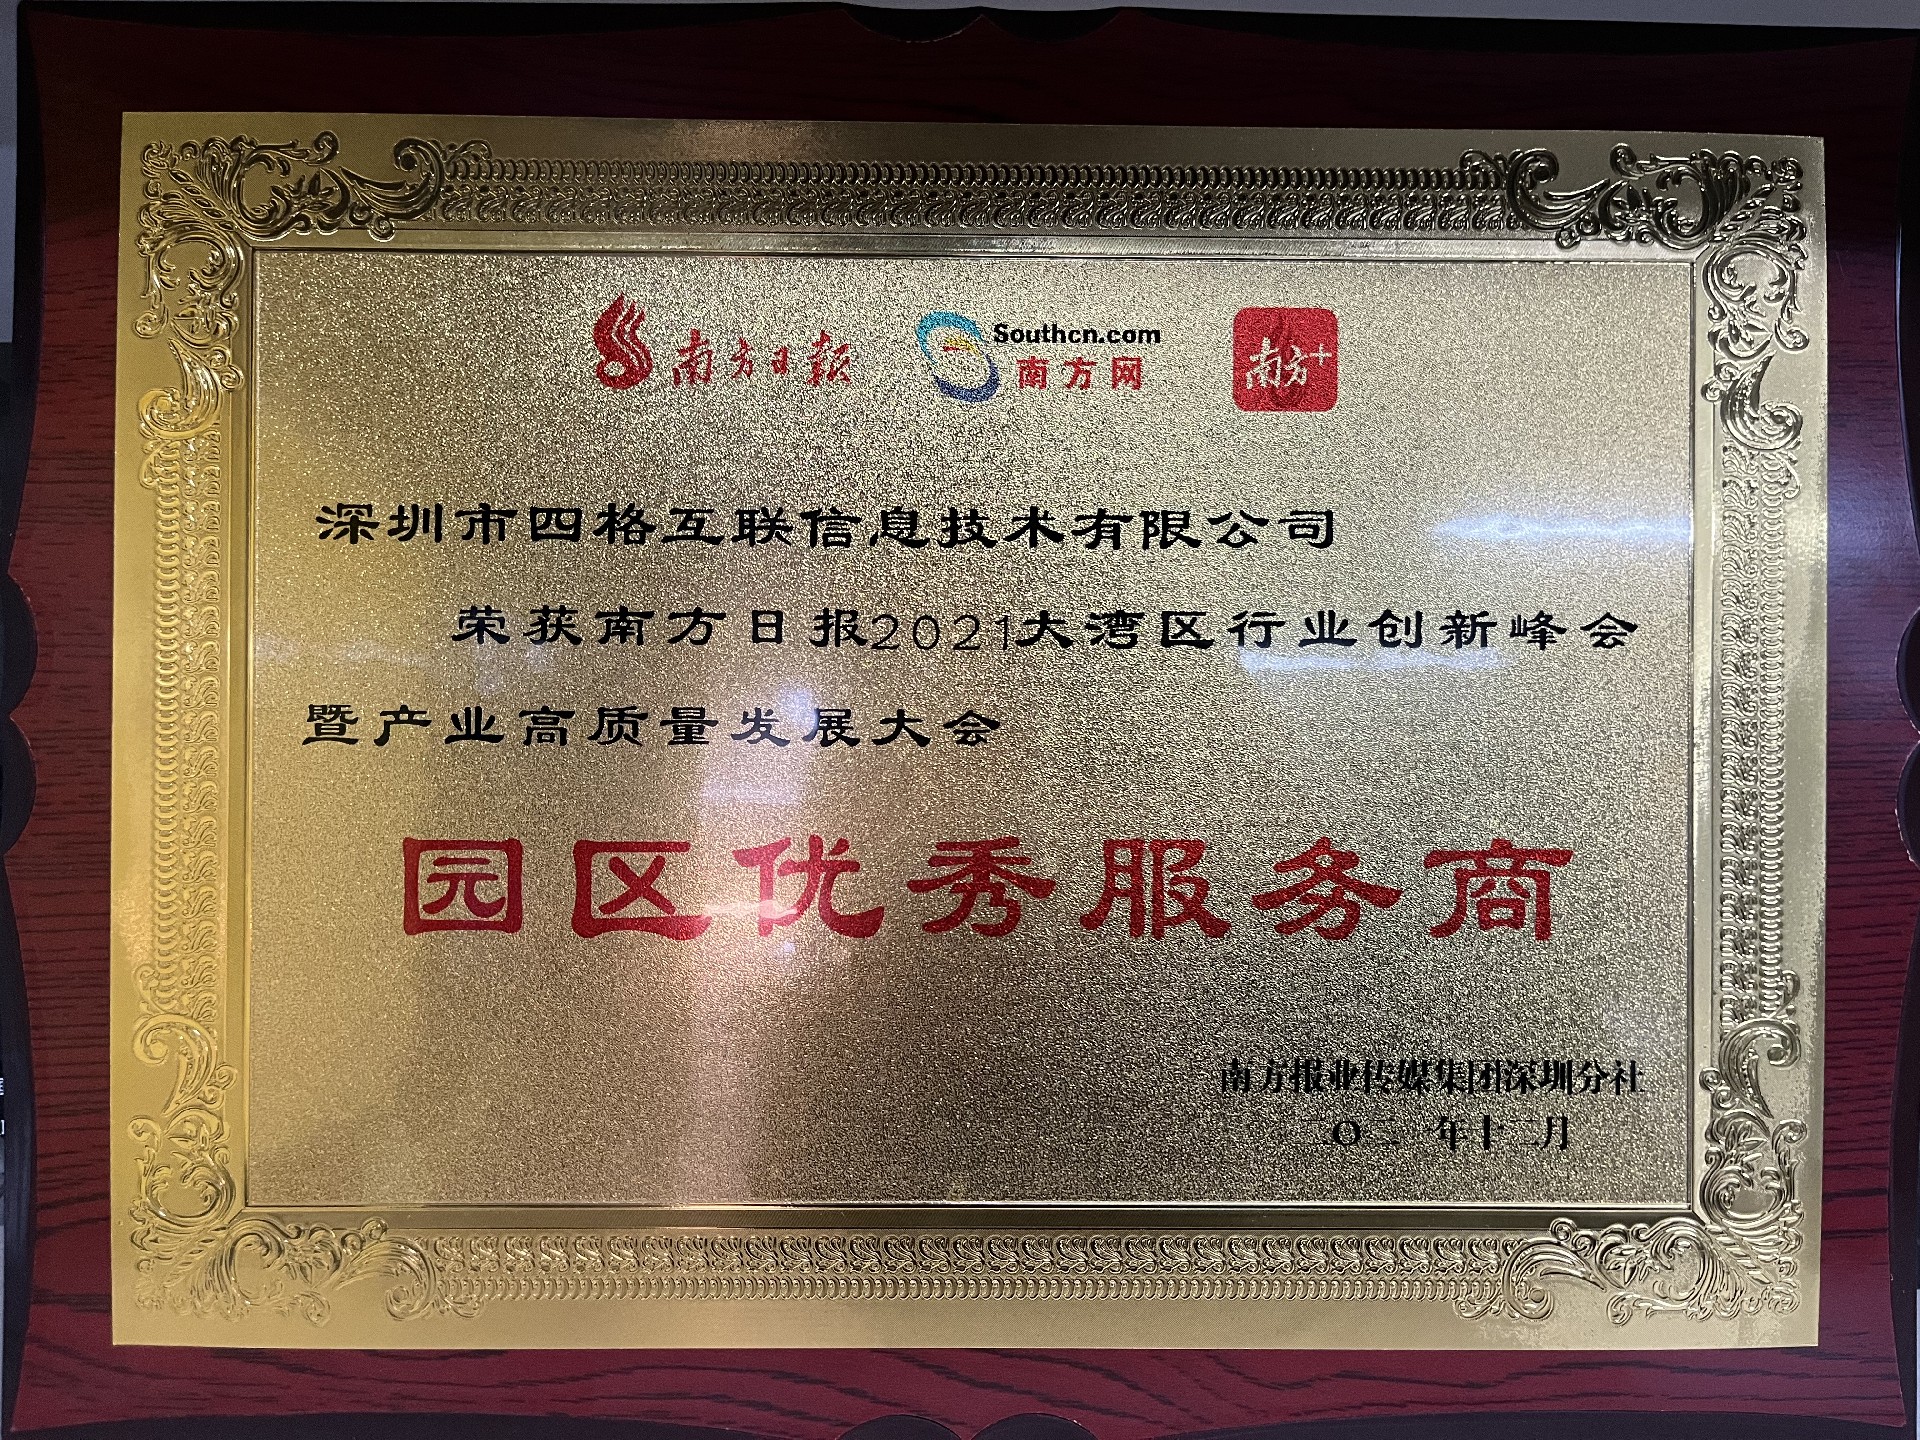 南方日报 Southcn.com 南方+
南方网
深圳市四格互联信息技术有限公司
荣获南方日报2021大湾区行业创新峰会
暨产业高质量发展大会
园区优秀服务商
南方报业传媒集团深圳分社
二〇二一年十二月